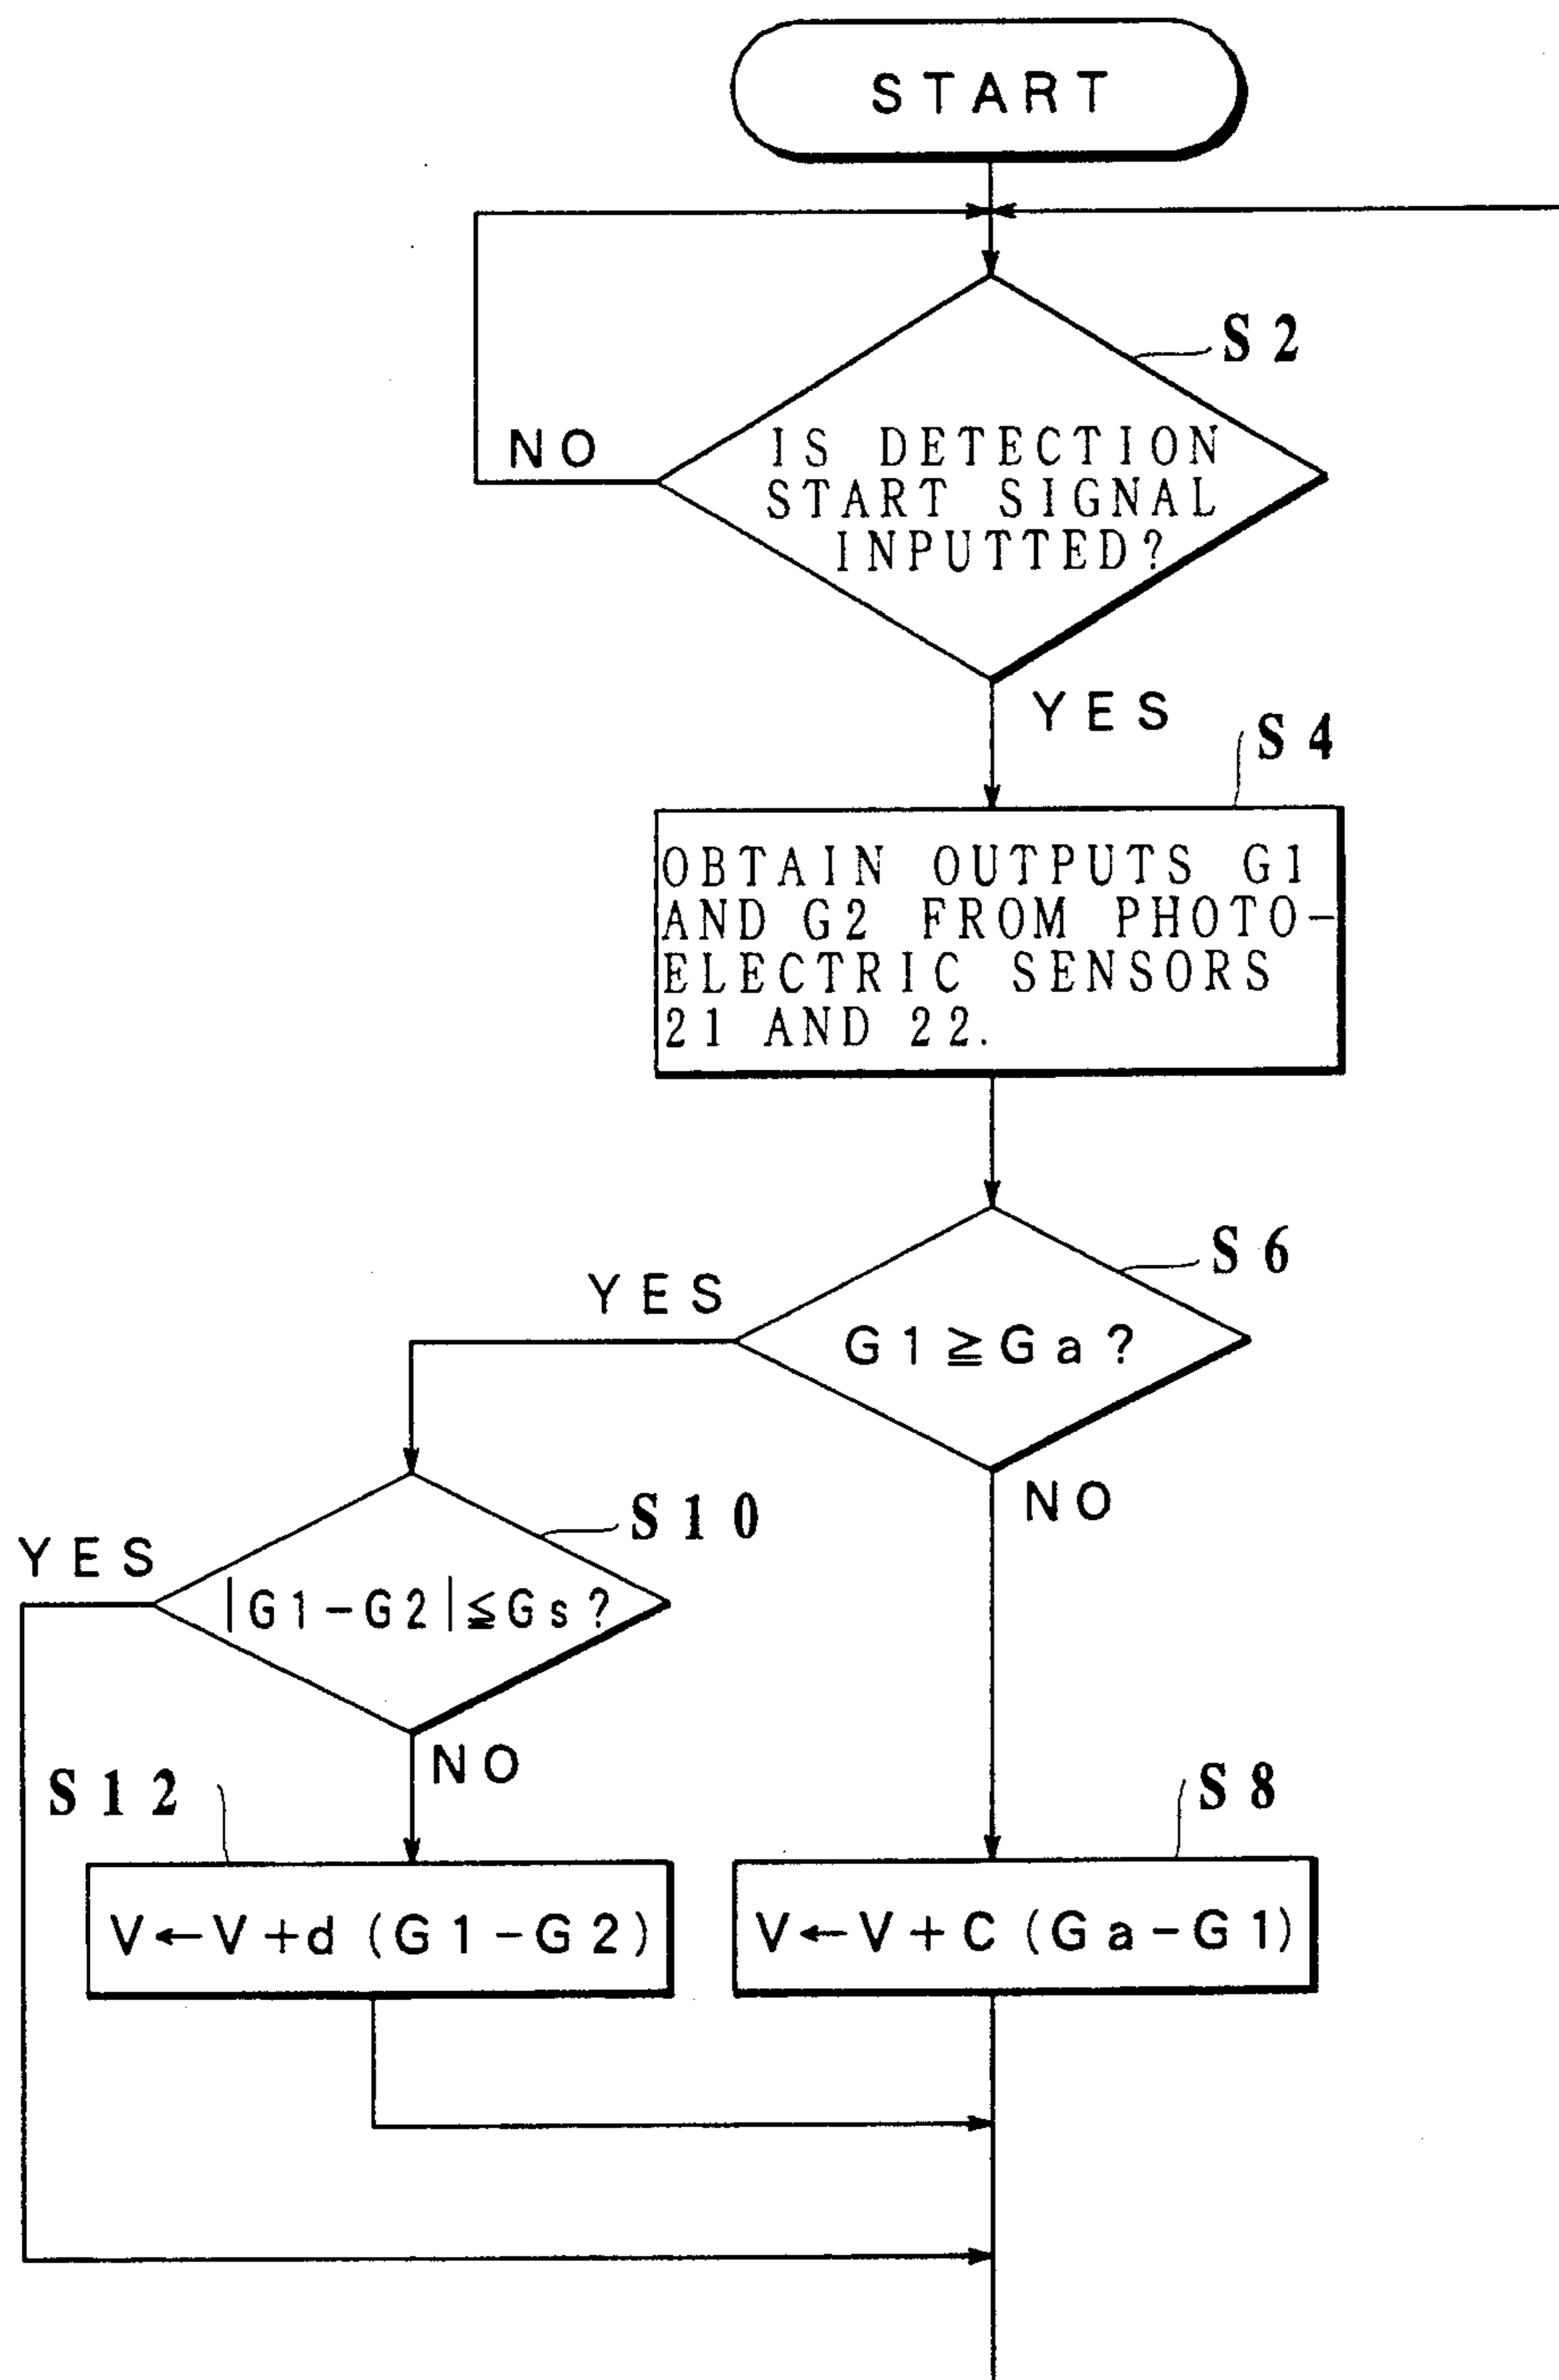 START
S2
NO
IS DETECTION
START SIGNAL
INPUTTED?
YES
S4
OBTAIN OUTPUTS G1
AND G2 FROM PHOTO-
ELECTRIC SENSORS
21 AND 22.
S6
YES
G1≧Ga?
NO
S10
YES
|G1-G2|≦Gs?
NO
S12
S8
V←V+d(G1-G2)
V←V+C(Ga-G1)